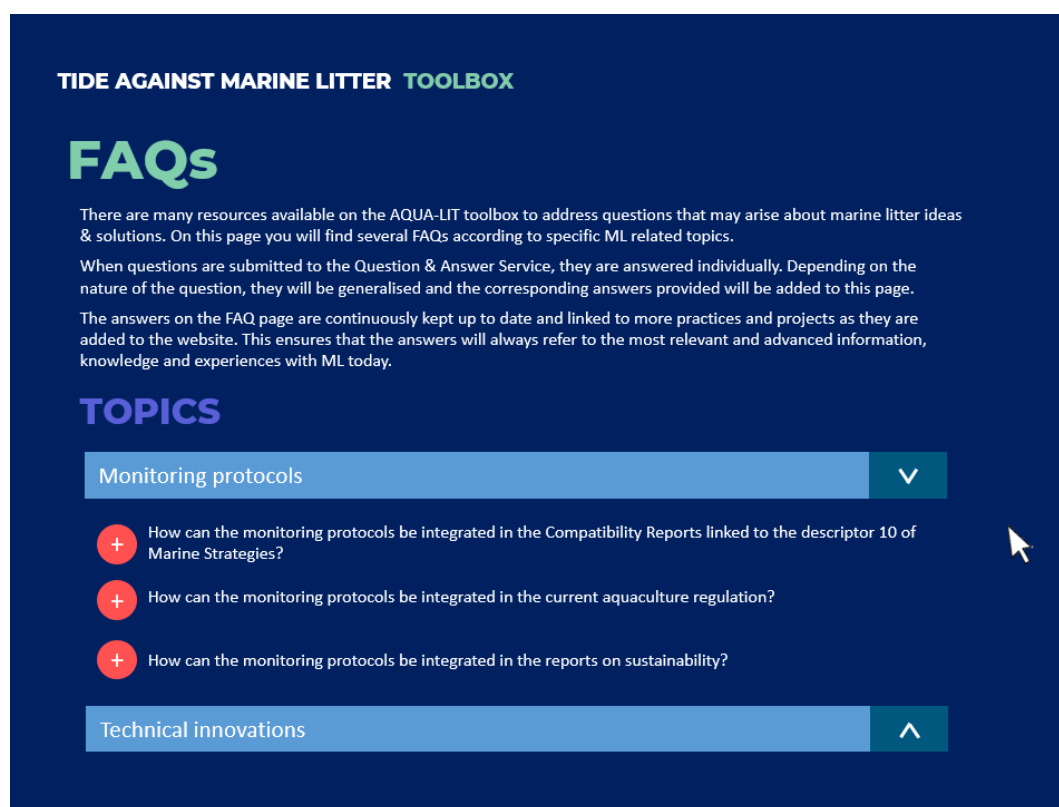 TIDE AGAINST MARINE LITTER TOOLBOX
FAQs
There are many resources available on the AQUA-LIT toolbox to address questions that may arise about marine litter ideas
& solutions. On this page you will find several FAQs according to specific ML related topics.
When questions are submitted to the Question & Answer Service, they are answered individually. Depending on the
nature of the question, they will be generalised and the corresponding answers provided will be added to this page.
The answers on the FAQ page are continuously kept up to date and linked to more practices and projects as they are
added to the website. This ensures that the answers will always refer to the most relevant and advanced information,
knowledge and experiences with ML today.
TOPICS
Monitoring protocols
+ How can the monitoring protocols be integrated in the Compatibility Reports linked to the descriptor 10 of
Marine Strategies?
+ How can the monitoring protocols be integrated in the current aquaculture regulation?
+ How can the monitoring protocols be integrated in the reports on sustainability?
Technical innovations